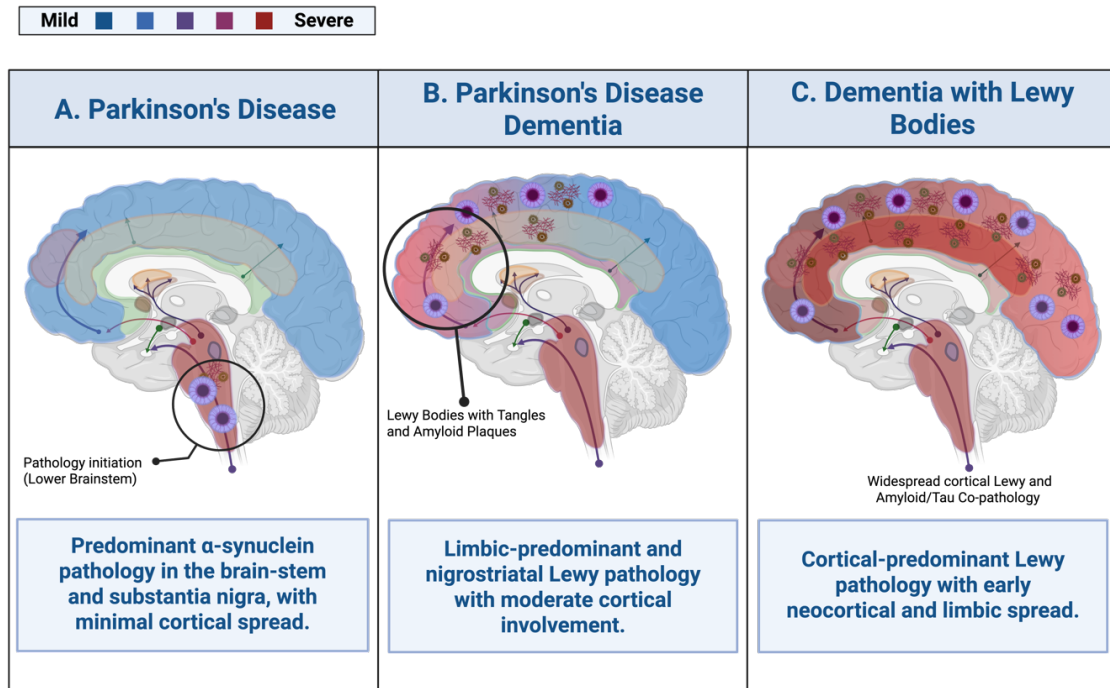 Mild Severe
A. Parkinson's Disease
B. Parkinson's Disease
Dementia
C. Dementia with Lewy
Bodies
Pathology initiation
(Lower Brainstem)
Lewy Bodies with Tangles
and Amyloid Plaques
Widespread cortical Lewy and
Amyloid/Tau Co-pathology
Predominant α-synuclein
pathology in the brain-stem
and substantia nigra, with
minimal cortical spread.
Limbic-predominant and
nigrostriatal Lewy pathology
with moderate cortical
involvement.
Cortical-predominant Lewy
pathology with early
neocortical and limbic spread.